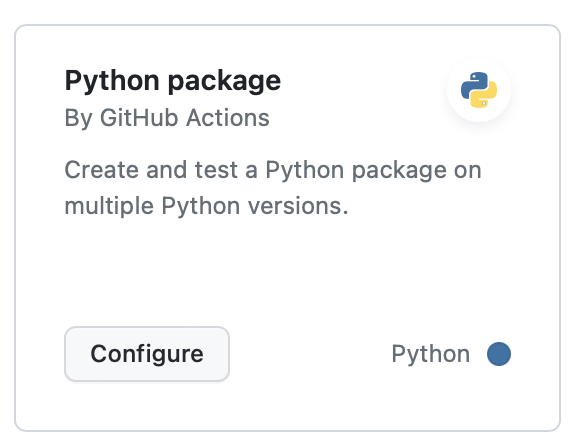 Python package
By GitHub Actions
Create and test a Python package on
multiple Python versions.
Configure
Python